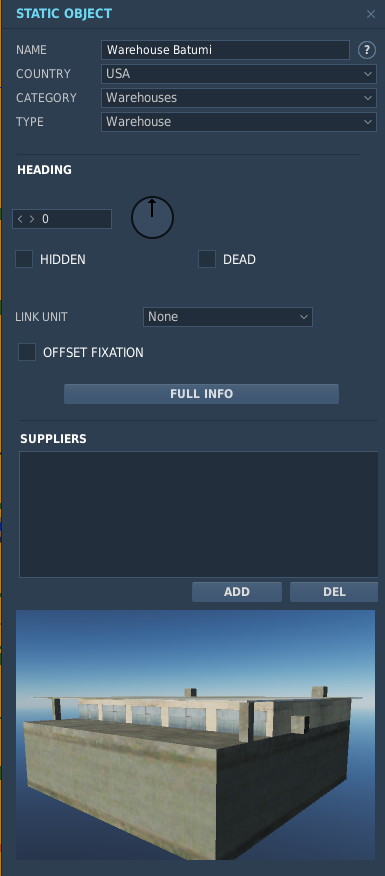 STATIC OBJECT
NAME Warehouse Batumi ?
COUNTRY USA
CATEGORY Warehouses
TYPE Warehouse
HEADING
0
HIDDEN DEAD
LINK UNIT None
OFFSET FIXATION
FULL INFO
SUPPLIERS
ADD DEL